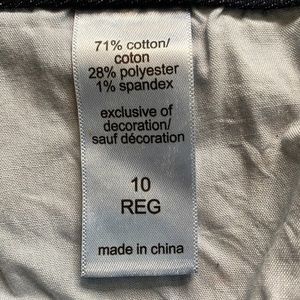 71% cotton/
coton
28% polyester
1% spandex
exclusive of
decoration/
sauf décoration
10
REG
made in china